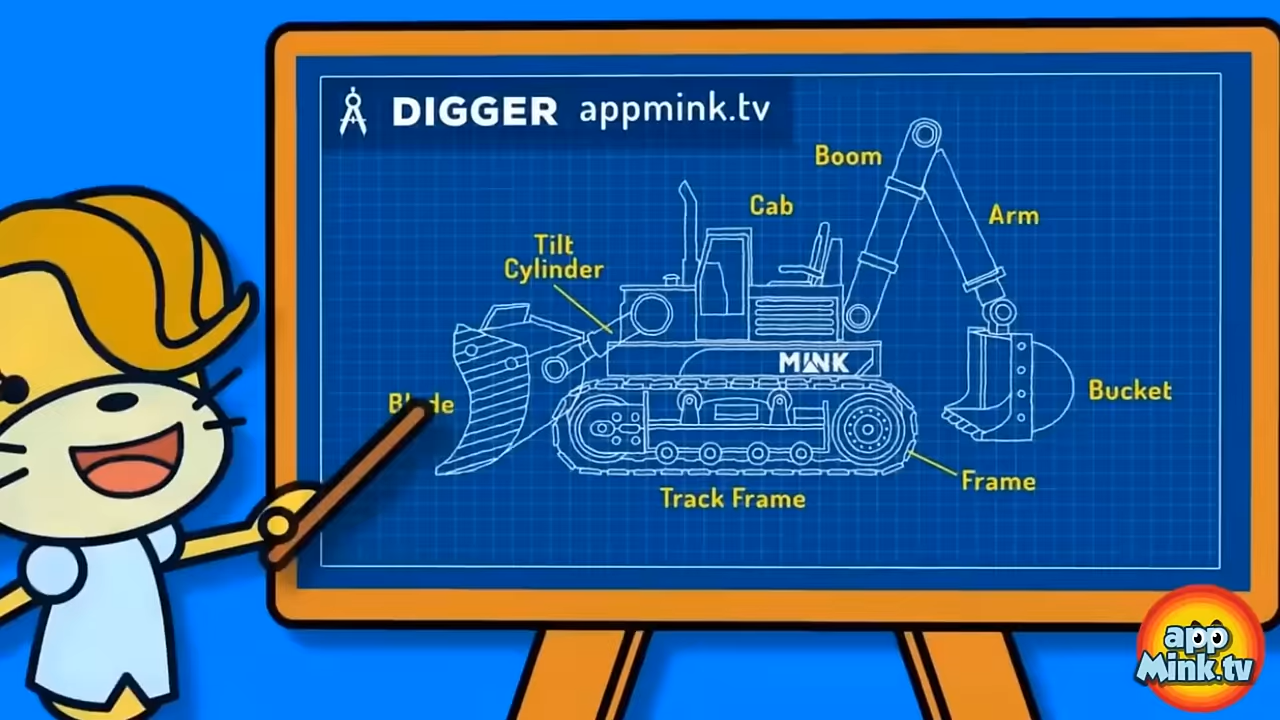 DIGGER appmink.tv
Boom
Cab
Arm
Tilt
Cylinder
MINK
Bucket
Frame
Track Frame
app
Mink.tv